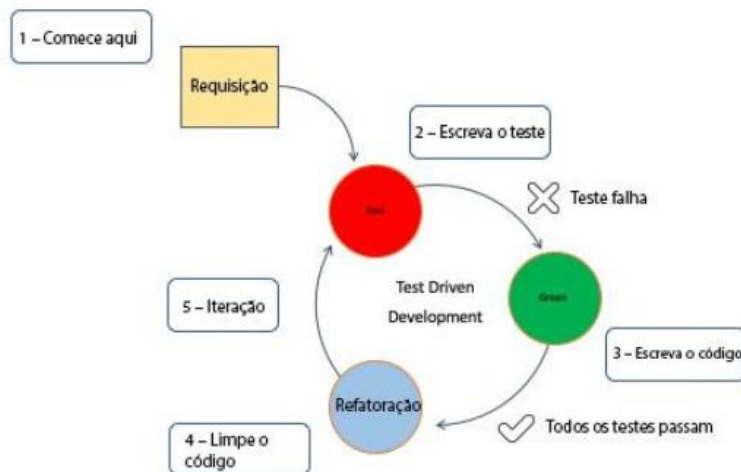 1 – Comece aqui
Requisição
2 – Escreva o teste
Red
Teste falha
Test Driven
Development
Green
5 – Iteração
3 – Escreva o código
Refatoração
4 – Limpe o
código
Todos os testes passam